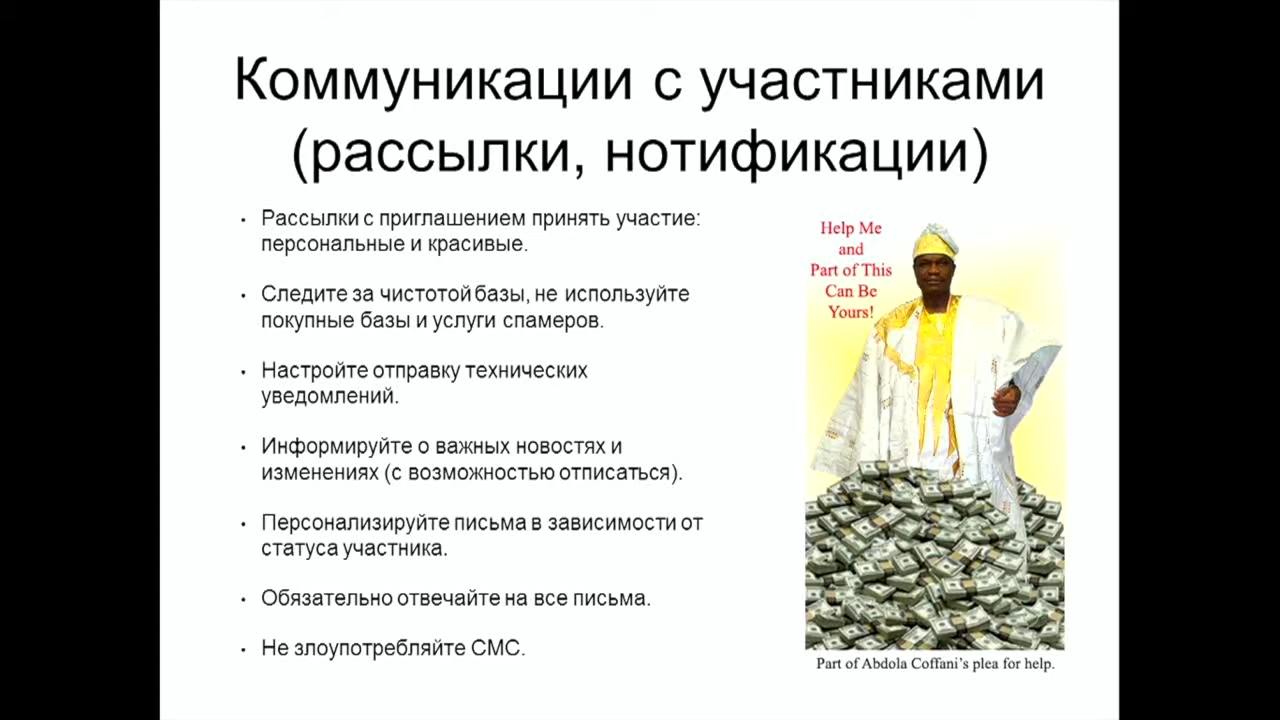 Коммуникации с участниками
(рассылки, нотификации)
• Рассылки с приглашением принять участие:
персональные и красивые.
• Следите за чистотой базы, не используйте
покупные базы и услуги спамеров.
• Настройте отправку технических
уведомлений.
• Информируйте о важных новостях и
изменениях (с возможностью отписаться).
• Персонализируйте письма в зависимости от
статуса участника.
• Обязательно отвечайте на все письма.
• Не злоупотребляйте СМС.
Help Me
and
Part of This
Can Be
Yours!
Part of Abdola Coffani's plea for help.